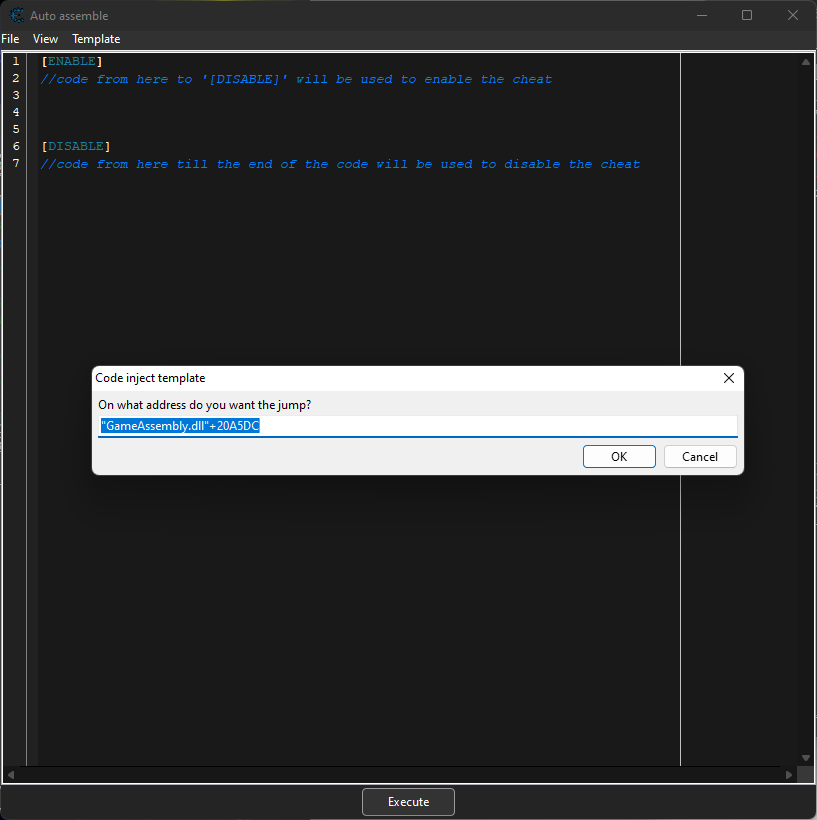 Auto assemble
File View Template
1 [ENABLE]
2 //code from here to '[DISABLE]' will be used to enable the cheat
3
4
5
6 [DISABLE]
7 //code from here till the end of the code will be used to disable the cheat
Code inject template
On what address do you want the jump?
"GameAssembly.dll"+20A5DC
OK Cancel
Execute